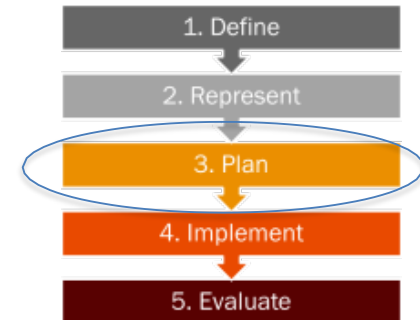 1. Define
2. Represent
3. Plan
4. Implement
5. Evaluate